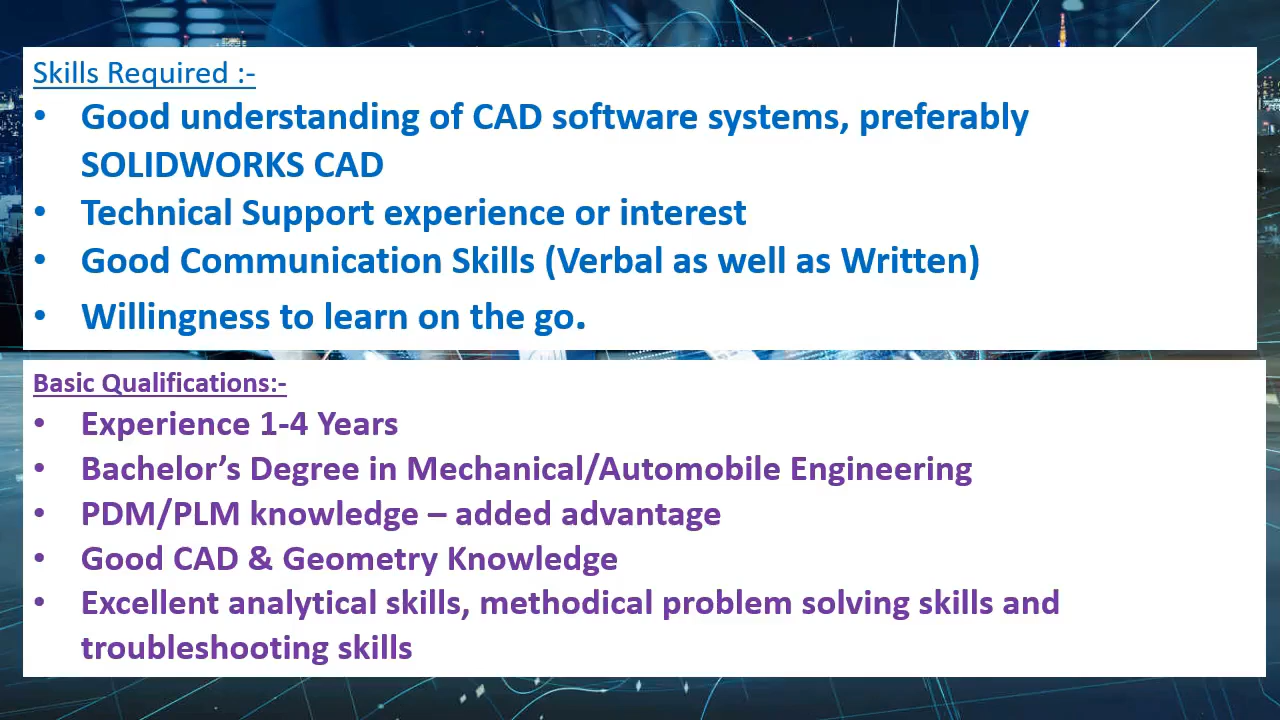 Skills Required :-
• Good understanding of CAD software systems, preferably
SOLIDWORKS CAD
• Technical Support experience or interest
• Good Communication Skills (Verbal as well as Written)
• Willingness to learn on the go.
Basic Qualifications:-
• Experience 1-4 Years
• Bachelor’s Degree in Mechanical/Automobile Engineering
• PDM/PLM knowledge – added advantage
• Good CAD & Geometry Knowledge
• Excellent analytical skills, methodical problem solving skills and
troubleshooting skills